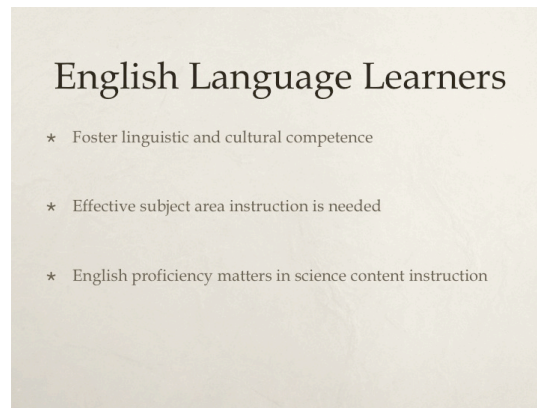 English Language Learners
* Foster linguistic and cultural competence
* Effective subject area instruction is needed
* English proficiency matters in science content instruction